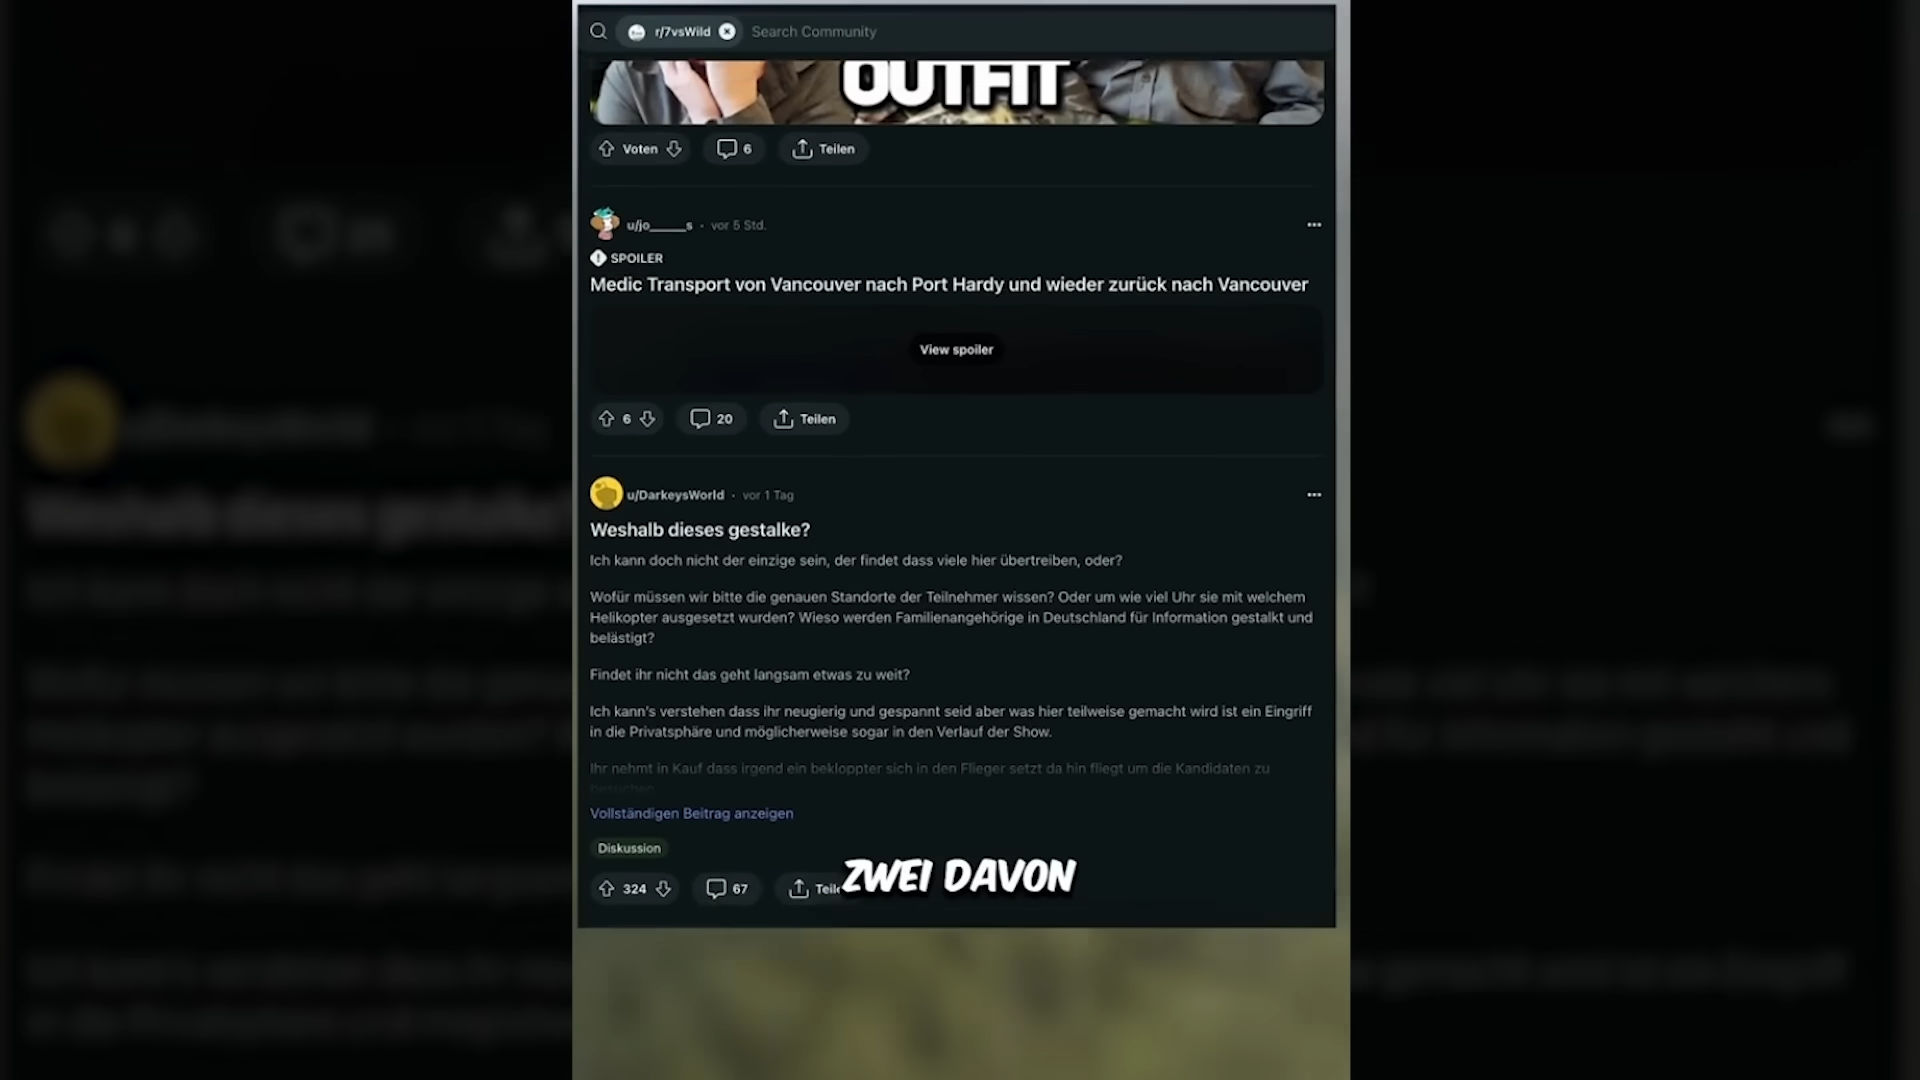 r/7vsWild Search Community
OUTFIT
Voten 6 Teilen
u/jo_____s · vor 5 Std.
SPOILER
Medic Transport von Vancouver nach Port Hardy und wieder zurück nach Vancouver
View spoiler
6 20 Teilen
u/DarkeysWorld · vor 1 Tag
Weshalb dieses gestalke?
Ich kann doch nicht der einzige sein, der findet dass viele hier übertreiben, oder?
Wofür müssen wir bitte die genauen Standorte der Teilnehmer wissen? Oder um wie viel Uhr sie mit welchem
Helikopter ausgesetzt wurden? Wieso werden Familienangehörige in Deutschland für Information gestalkt und
belästigt?
Findet ihr nicht das geht langsam etwas zu weit?
Ich kann's verstehen dass ihr neugierig und gespannt seid aber was hier teilweise gemacht wird ist ein Eingriff
in die Privatsphäre und möglicherweise sogar in den Verlauf der Show.
Ihr nehmt in Kauf dass irgend ein bekloppter sich in den Flieger setzt da hin fliegt um die Kandidaten zu
besuchen
Vollständigen Beitrag anzeigen
Diskussion
324 67 Teile
ZWEI DAVON